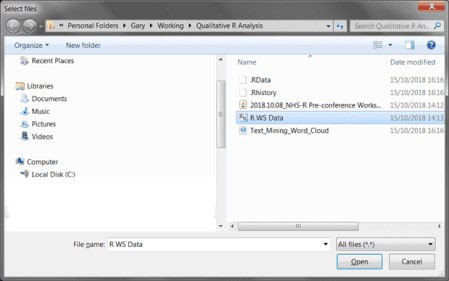 Select files
« Personal Folders ▸ Gary ▸ Working ▸ Qualitative R Analysis
Search Qualitative R An...
Organize New folder
Recent Places
Libraries
Documents
Music
Pictures
Videos
Computer
Local Disk (C:)
Name Date modified
.RData 15/10/2018 16:16
.Rhistory 15/10/2018 16:16
2018.10.08_NHS-R Pre-conference Works... 15/10/2018 14:12
R WS Data 15/10/2018 14:13
Text_Mining_Word_Cloud 15/10/2018 16:16
File name: R WS Data All files (*.*)
Open Cancel